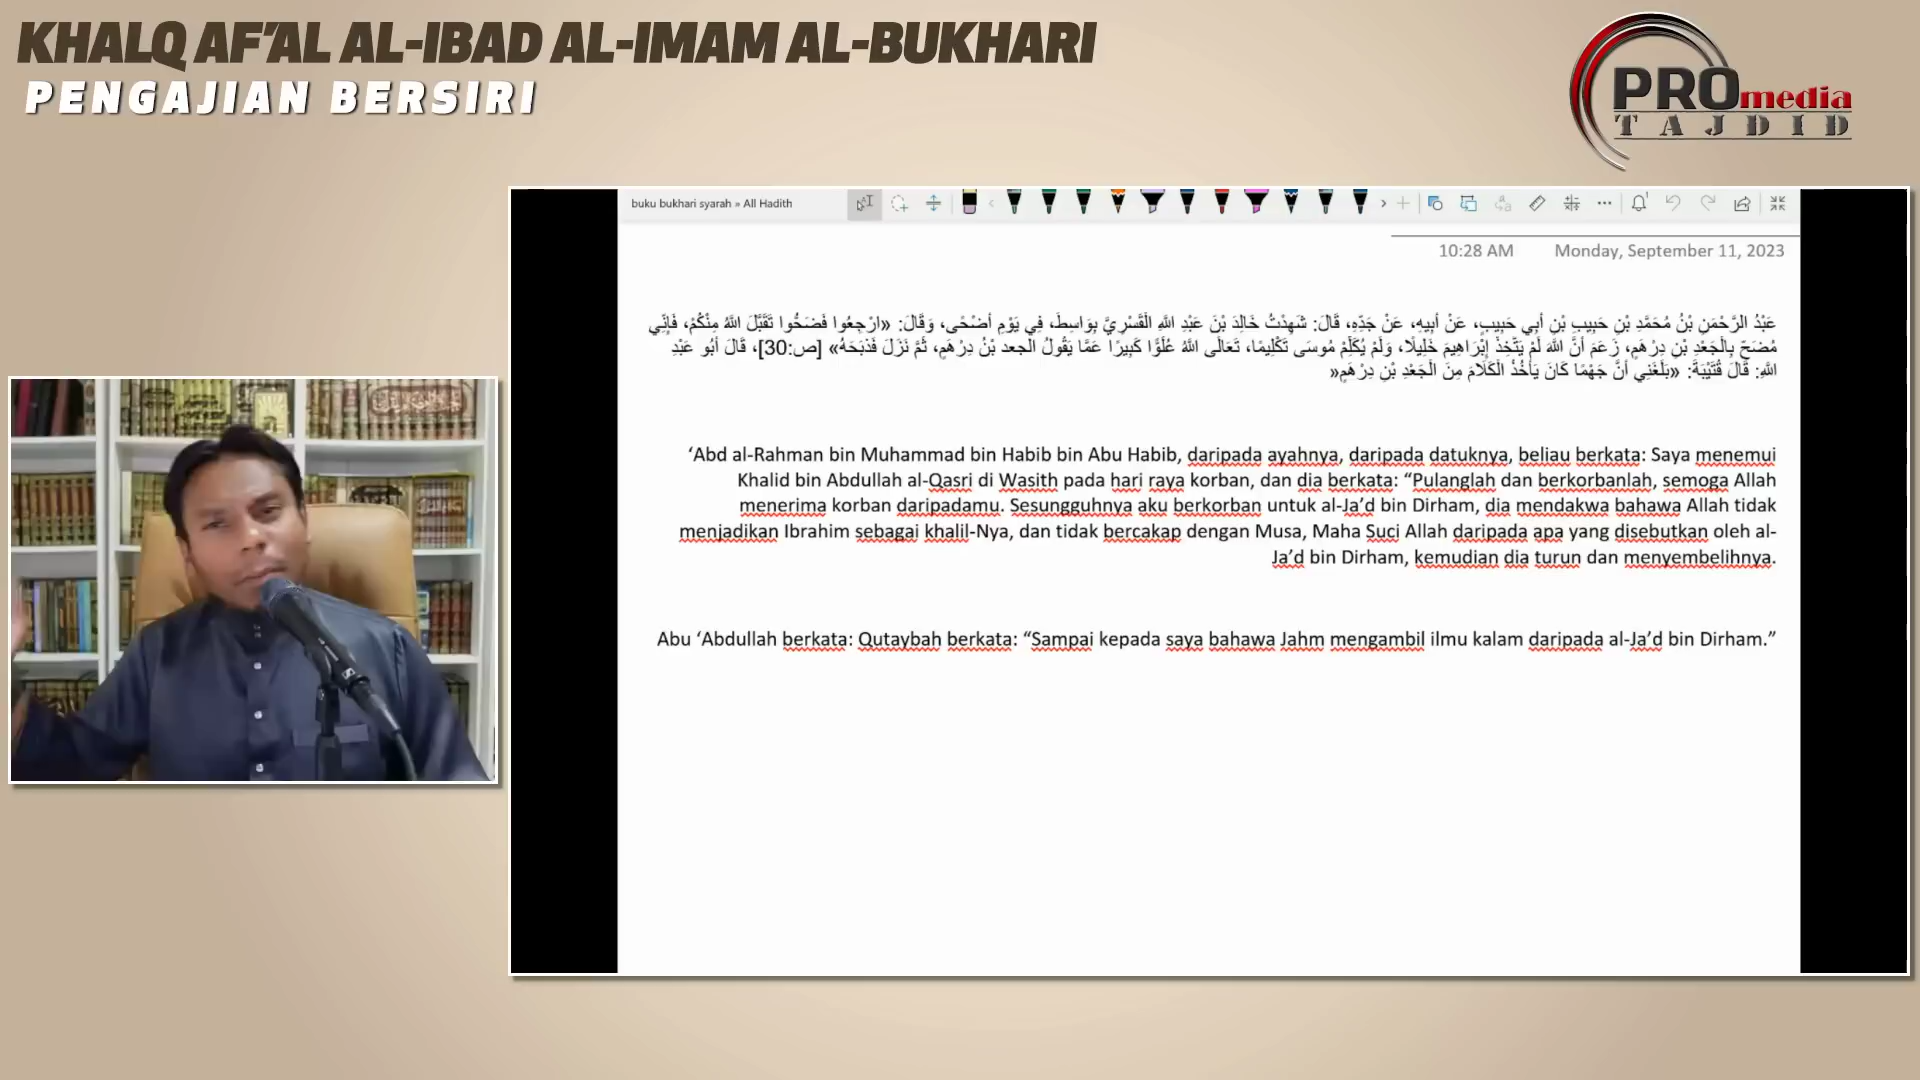 KHALQ AF'AL AL-IBAD AL-IMAM AL-BUKHARI
PENGAJIAN BERSIRI
PROmedia
TAJDID
buku bukhari syarah » All Hadith
10:28 AM Monday, September 11, 2023
عَبْدُ الرَّحْمَنِ بْنُ مُحَمَّدِ بْنِ حَبِيبِ بْنِ أَبِي حَبِيبٍ، عَنْ أَبِيهِ، عَنْ جَدِّهِ، قَالَ: شَهِدْتُ خَالِدَ بْنَ عَبْدِ اللَّهِ الْقَسْرِيَّ بِوَاسِطَ، فِي يَوْمِ أَضْحًى، وَقَالَ: «ارْجِعُوا فَضَحُّوا تَقَبَّلَ اللَّهُ مِنْكُمْ، فَإِنِّي
مُضَحٍّ بِالْجَعْدِ بْنِ دِرْهَمٍ، زَعَمَ أَنَّ اللَّهَ لَمْ يَتَّخِذْ إِبْرَاهِيمَ خَلِيلًا، وَلَمْ يُكَلِّمْ مُوسَى تَكْلِيمًا، تَعَالَى اللَّهُ عُلُوًّا كَبِيرًا عَمَّا يَقُولُ الْجعد بْنُ دِرْهَمٍ، ثُمَّ نَزَلَ فَذَبَحَهُ» [ص:30]، قَالَ أَبُو عَبْدِ
اللَّهِ: قَالَ قُتَيْبَةُ: «بَلَغَنِي أَنَّ جَهْمًا كَانَ يَأْخُذُ الْكَلَامَ مِنَ الْجَعْدِ بْنِ دِرْهَمٍ»
‘Abd al-Rahman bin Muhammad bin Habib bin Abu Habib, daripada ayahnya, daripada datuknya, beliau berkata: Saya menemui
Khalid bin Abdullah al-Qasri di Wasith pada hari raya korban, dan dia berkata: “Pulanglah dan berkorbanlah, semoga Allah
menerima korban daripadamu. Sesungguhnya aku berkorban untuk al-Ja’d bin Dirham, dia mendakwa bahawa Allah tidak
menjadikan Ibrahim sebagai khalil-Nya, dan tidak bercakap dengan Musa, Maha Suci Allah daripada apa yang disebutkan oleh al-
Ja’d bin Dirham, kemudian dia turun dan menyembelihnya.
Abu ‘Abdullah berkata: Qutaybah berkata: “Sampai kepada saya bahawa Jahm mengambil ilmu kalam daripada al-Ja’d bin Dirham.”